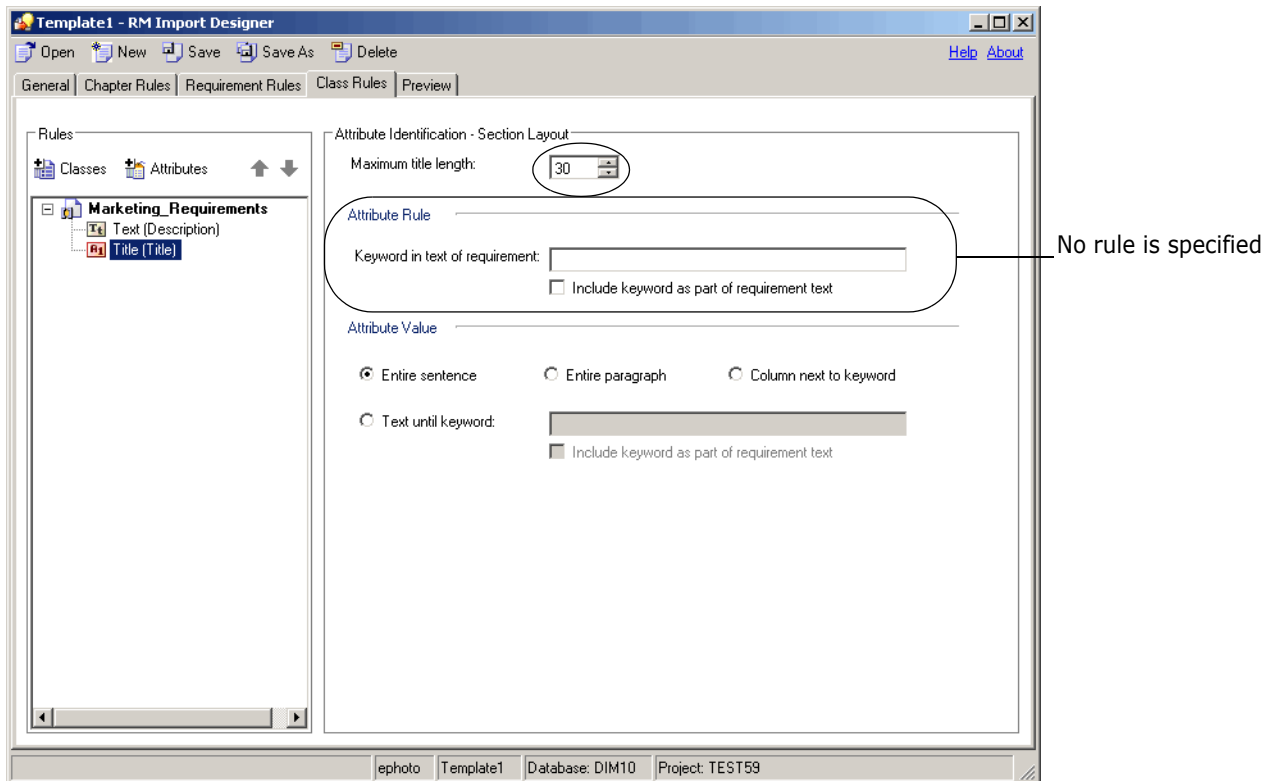 Template1 - RM Import Designer
Open New Save Save As Delete Help About
General Chapter Rules Requirement Rules Class Rules Preview
Rules
Classes Attributes
Marketing_Requirements
Tt Text (Description)
A1 Title (Title)
Attribute Identification - Section Layout
Maximum title length: 30
Attribute Rule
Keyword in text of requirement:
Include keyword as part of requirement text
No rule is specified
Attribute Value
Entire sentence Entire paragraph Column next to keyword
Text until keyword:
Include keyword as part of requirement text
ephoto Template1 Database: DIM10 Project: TEST59